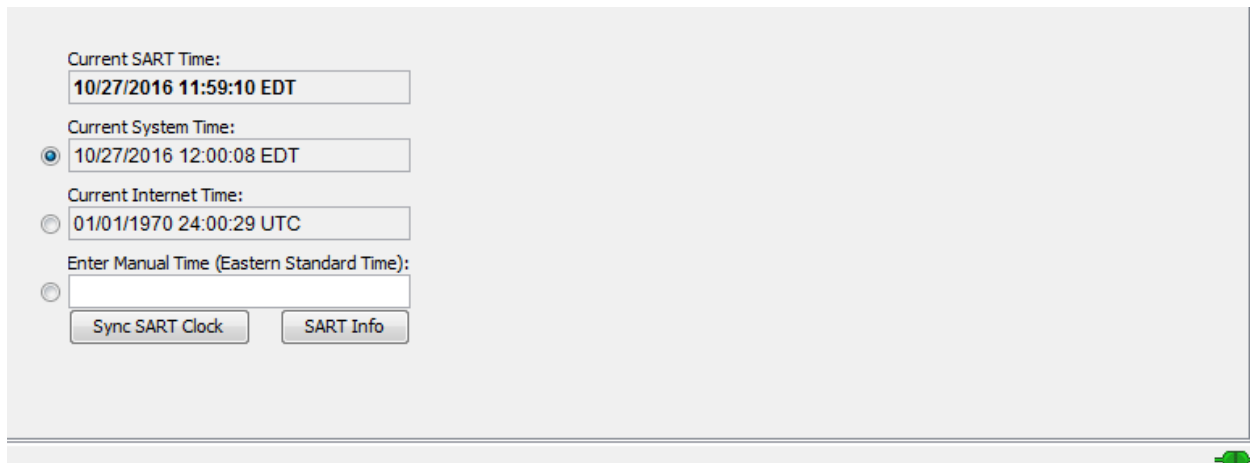 Current SART Time:
10/27/2016 11:59:10 EDT
Current System Time:
10/27/2016 12:00:08 EDT
Current Internet Time:
01/01/1970 24:00:29 UTC
Enter Manual Time (Eastern Standard Time):
Sync SART Clock SART Info